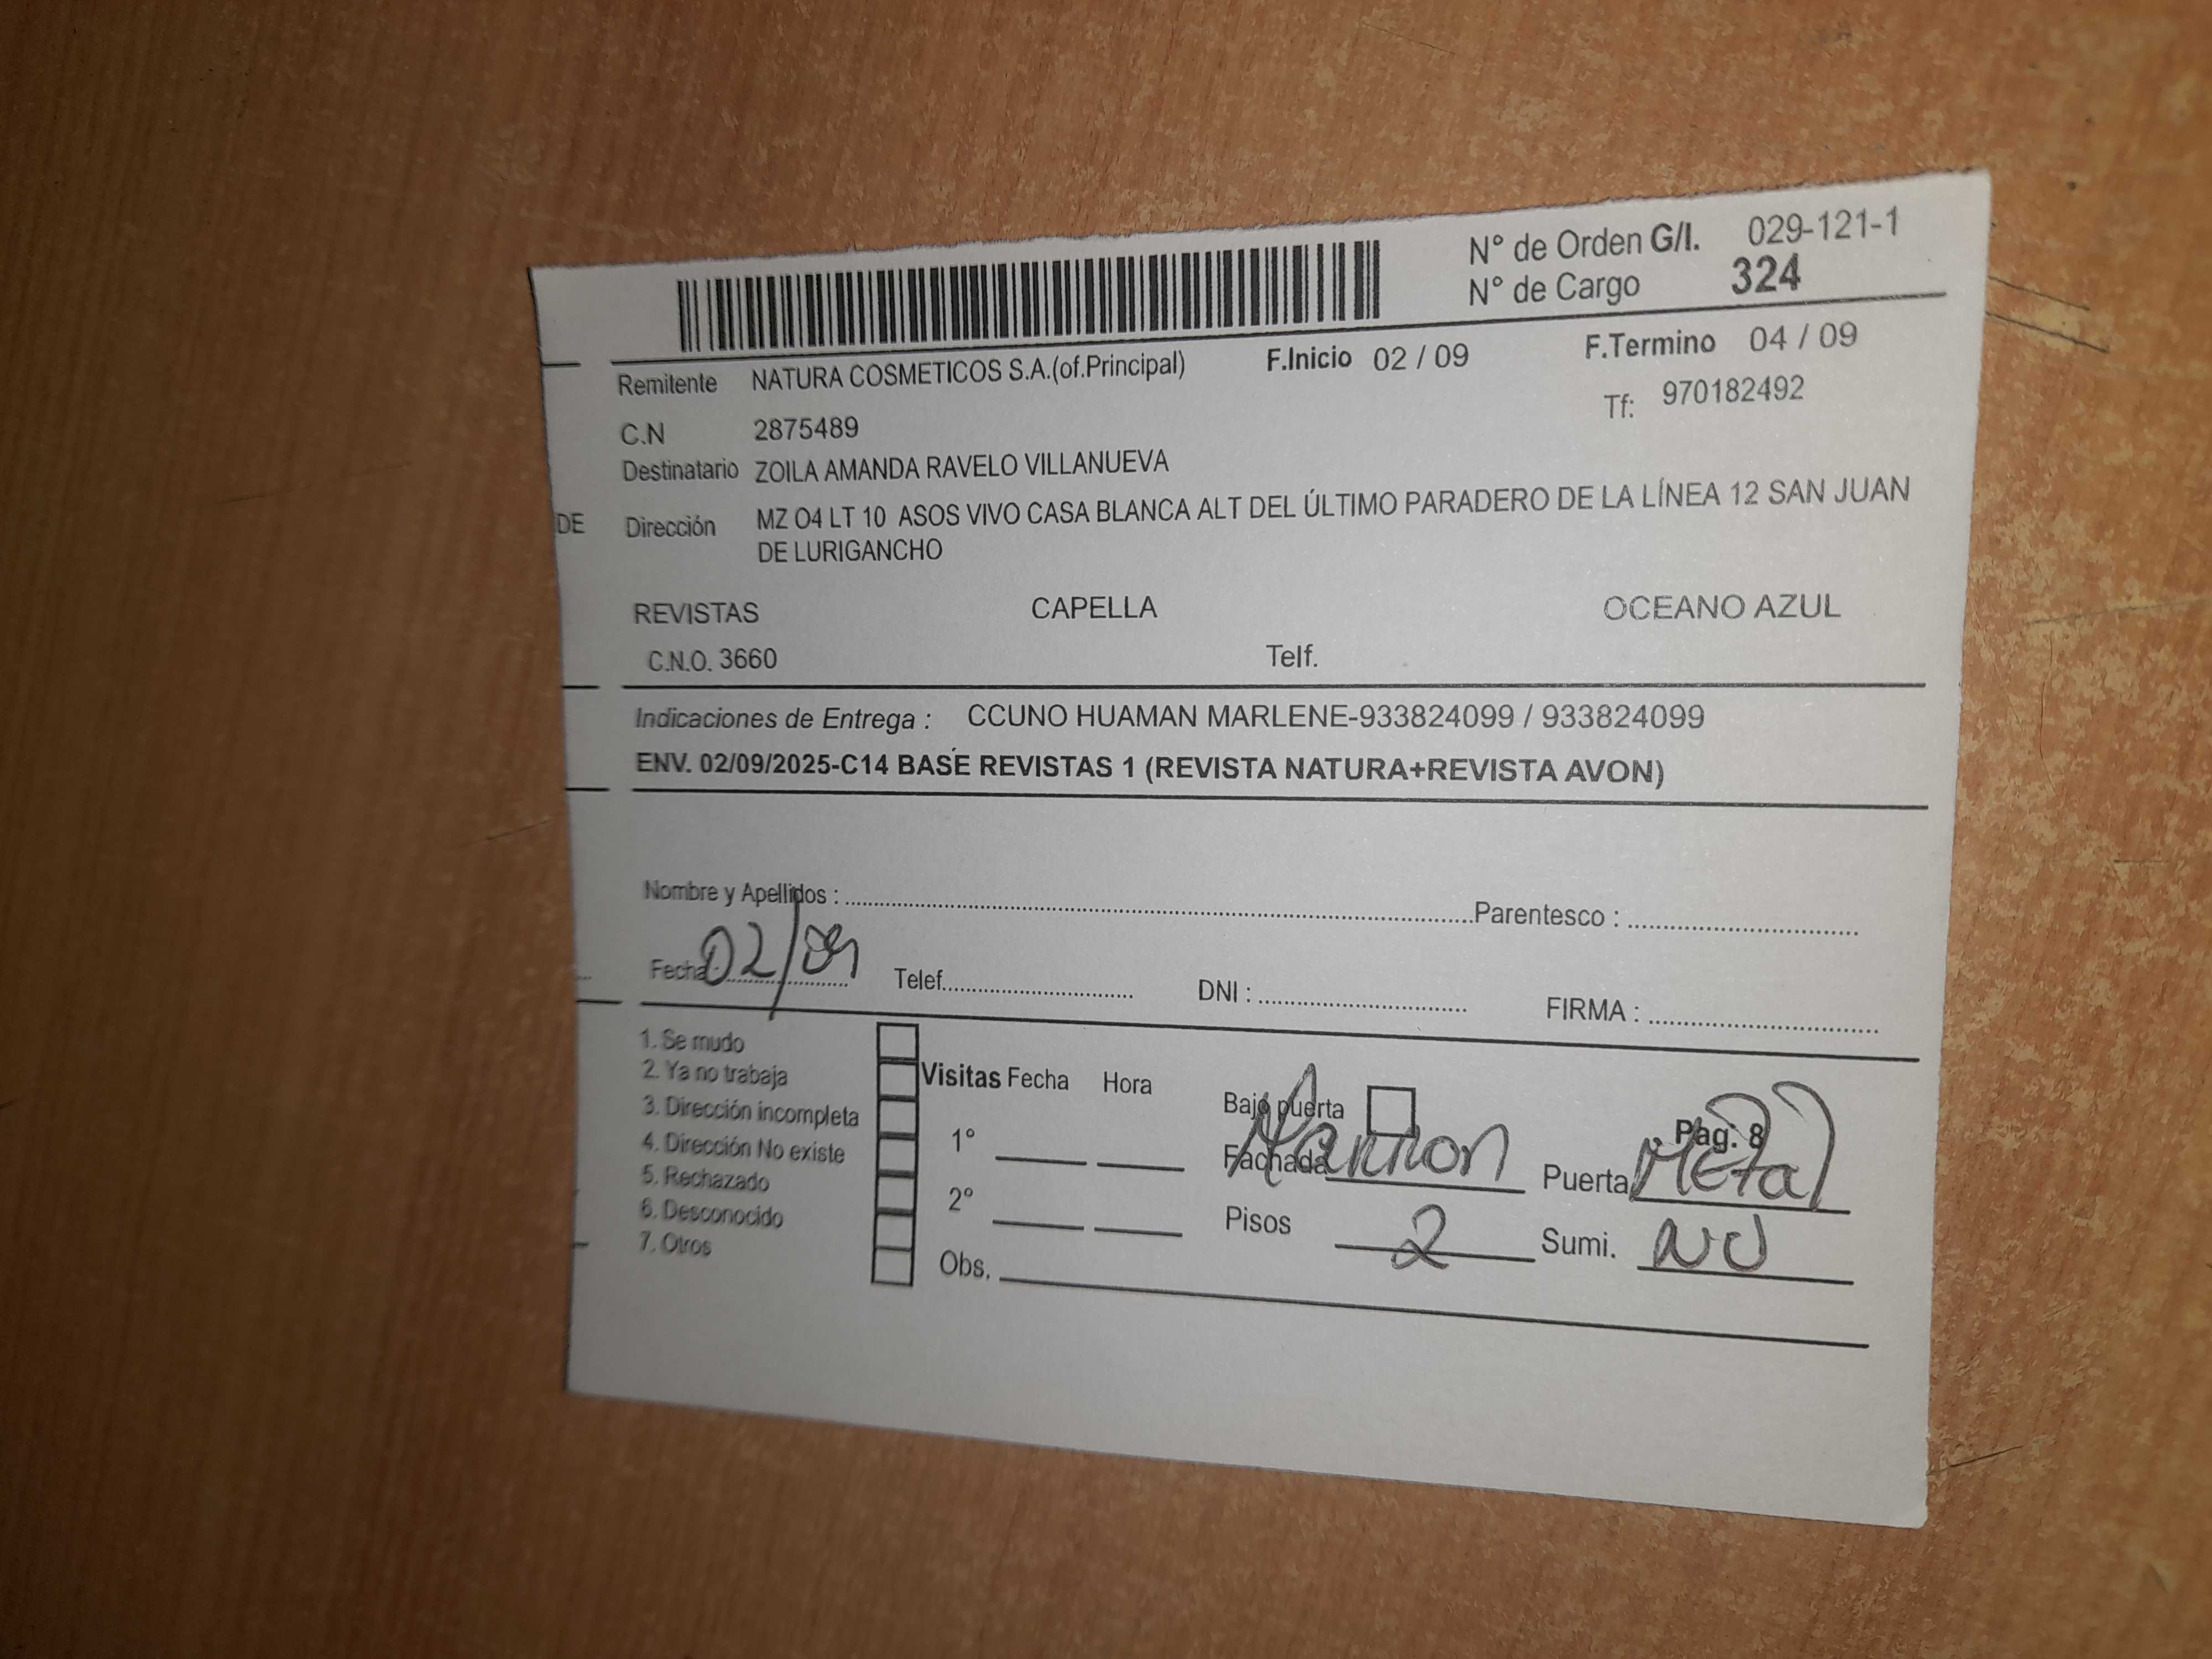 N° de Orden G/I. 029-121-1
N° de Cargo 324
Remitente NATURA COSMETICOS S.A.(of.Principal) F.Inicio 02 / 09 F.Termino 04 / 09
C.N 2875489 Tf: 970182492
Destinatario ZOILA AMANDA RAVELO VILLANUEVA
DE Dirección MZ O4 LT 10 ASOS VIVO CASA BLANCA ALT DEL ÚLTIMO PARADERO DE LA LÍNEA 12 SAN JUAN
DE LURIGANCHO
REVISTAS CAPELLA OCEANO AZUL
C.N.O. 3660 Telf.
Indicaciones de Entrega : CCUNO HUAMAN MARLENE-933824099 / 933824099
ENV. 02/09/2025-C14 BASE REVISTAS 1 (REVISTA NATURA+REVISTA AVON)
Nombre y Apellidos : Parentesco :
Fecha: 02/09 Telef. DNI : FIRMA :
1. Se mudo
2. Ya no trabaja Visitas Fecha Hora
3. Dirección incompleta Bajo puerta
4. Dirección No existe 1° Pag. 8
5. Rechazado Fachada Marron Puerta Metal
6. Desconocido 2° Pisos 2 Sumi. NO
7. Otros Obs.